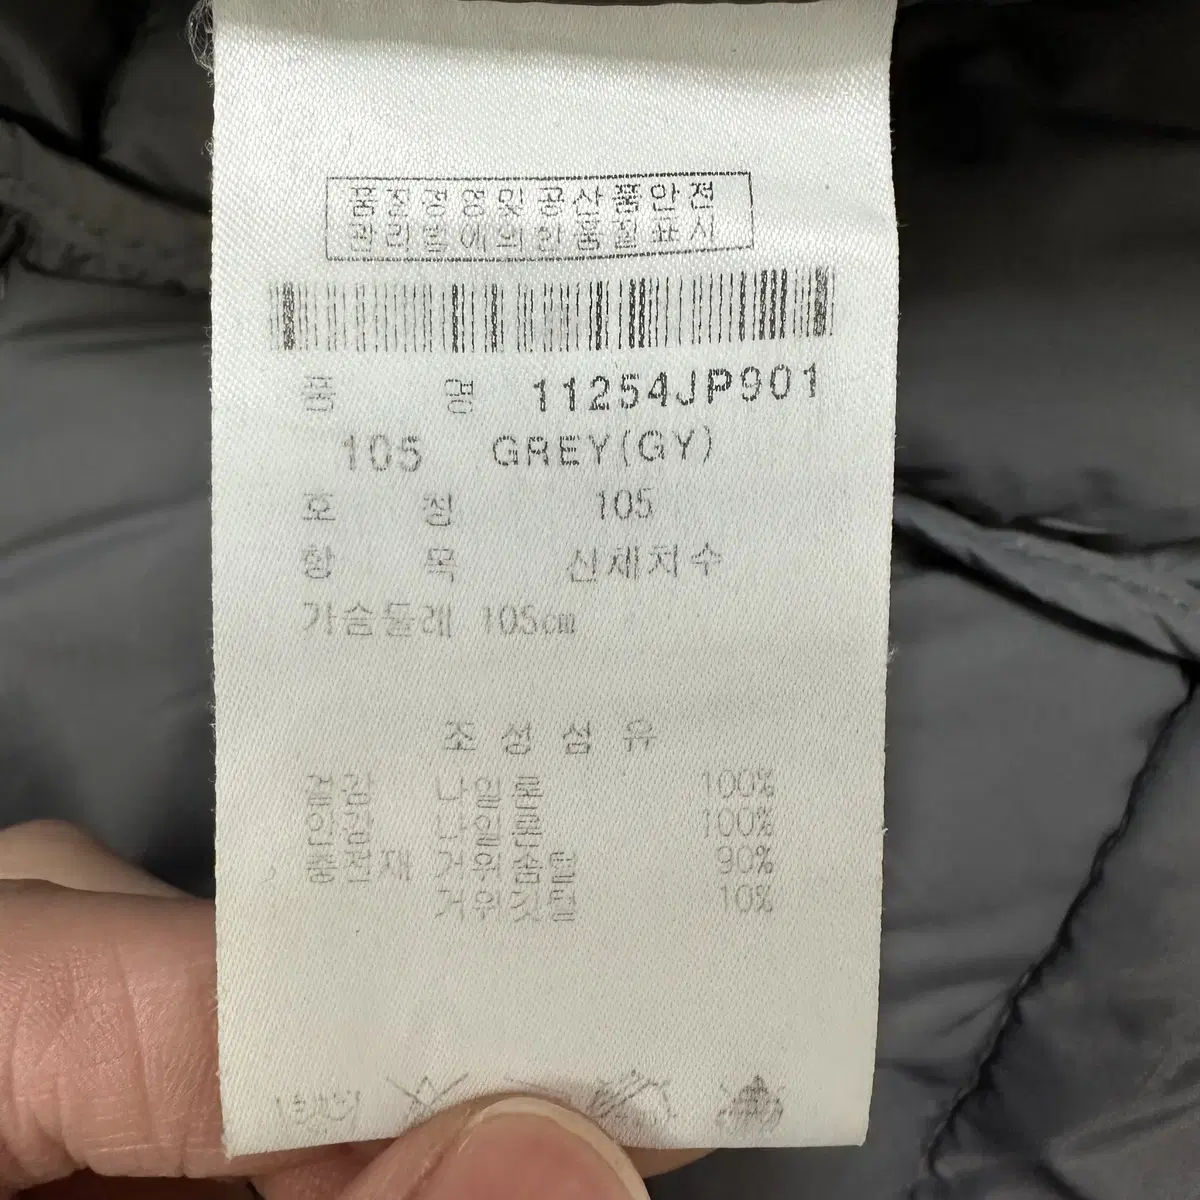 품질경영및공산품안전
관리법에의한품질표시
품 명 11254JP901
105 GREY(GY)
호 칭 105
항 목 신체치수
가슴둘레 105cm
조성섬유
겉감 나일론 100%
안감 나일론 100%
충전재 거위솜털 90%
거위깃털 10%